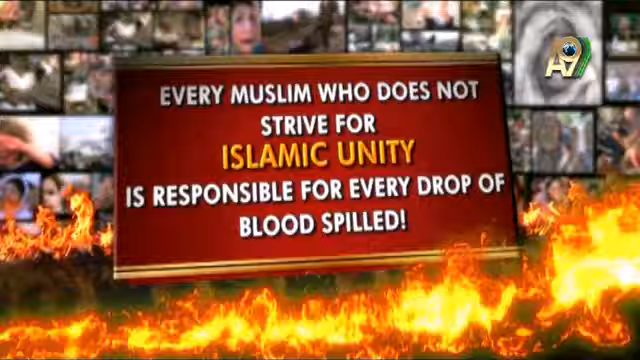 A9
EVERY MUSLIM WHO DOES NOT
STRIVE FOR
ISLAMIC UNITY
IS RESPONSIBLE FOR EVERY DROP OF
BLOOD SPILLED!